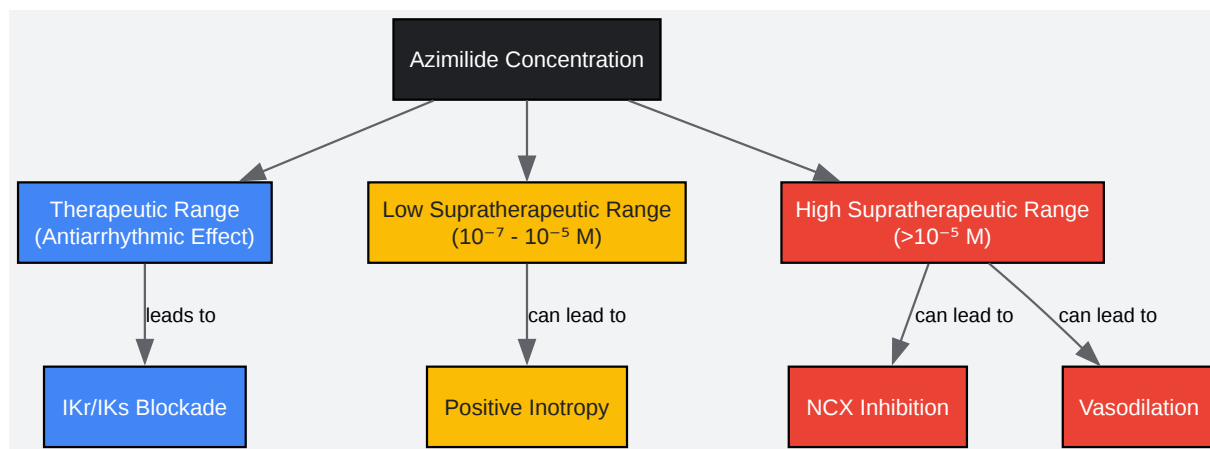 Azimilide Concentration
Therapeutic Range
(Antiarrhythmic Effect)
Low Supratherapeutic Range
(10⁻⁷ - 10⁻⁵ M)
High Supratherapeutic Range
(>10⁻⁵ M)
leads to
can lead to
can lead to
can lead to
IKr/IKs Blockade
Positive Inotropy
NCX Inhibition
Vasodilation